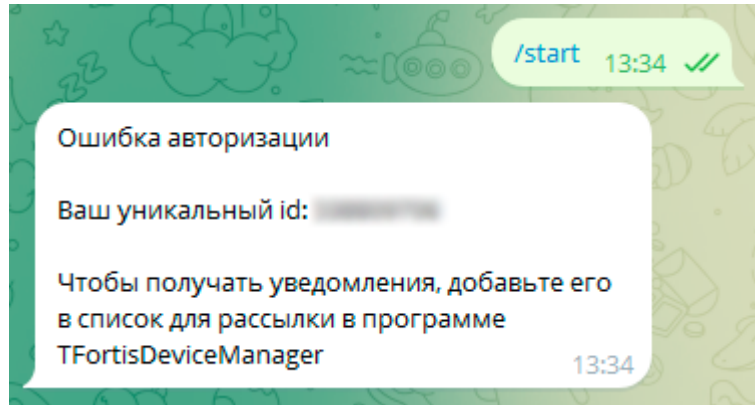 /start 13:34
Ошибка авторизации
Ваш уникальный id:
Чтобы получать уведомления, добавьте его
в список для рассылки в программе
TFortisDeviceManager
13:34